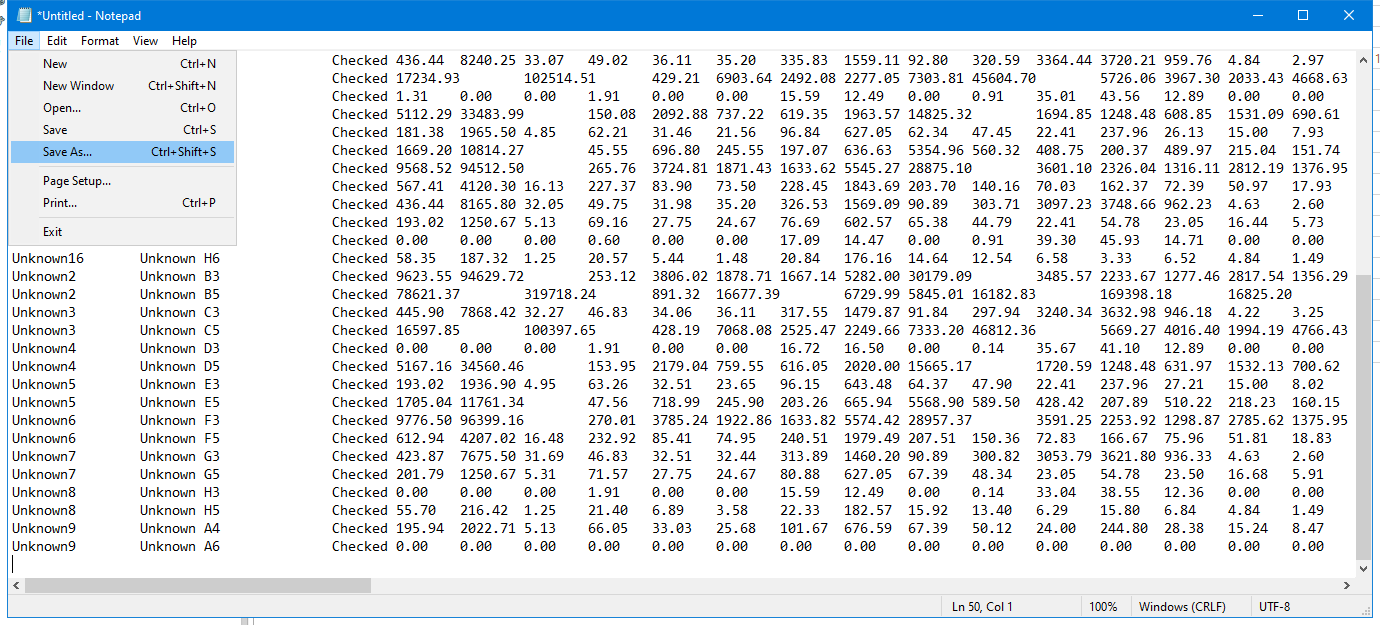 *Untitled - Notepad
File Edit Format View Help
New Ctrl+N
New Window Ctrl+Shift+N
Open... Ctrl+O
Save Ctrl+S
Save As... Ctrl+Shift+S
Page Setup...
Print... Ctrl+P
Exit
Checked 436.44 8240.25 33.07 49.02 36.11 35.20 335.83 1559.11 92.80 320.59 3364.44 3720.21 959.76 4.84 2.97
Checked 17234.93 102514.51 429.21 6903.64 2492.08 2277.05 7303.81 45604.70 5726.06 3967.30 2033.43 4668.63
Checked 1.31 0.00 0.00 1.91 0.00 0.00 15.59 12.49 0.00 0.91 35.01 43.56 12.89 0.00 0.00
Checked 5112.29 33483.99 150.08 2092.88 737.22 619.35 1963.57 14825.32 1694.85 1248.48 608.85 1531.09 690.61
Checked 181.38 1965.50 4.85 62.21 31.46 21.56 96.84 627.05 62.34 47.45 22.41 237.96 26.13 15.00 7.93
Checked 1669.20 10814.27 45.55 696.80 245.55 197.07 636.63 5354.96 560.32 408.75 200.37 489.97 215.04 151.74
Checked 9568.52 94512.50 265.76 3724.81 1871.43 1633.62 5545.27 28875.10 3601.10 2326.04 1316.11 2812.19 1376.95
Checked 567.41 4120.30 16.13 227.37 83.90 73.50 228.45 1843.69 203.70 140.16 70.03 162.37 72.39 50.97 17.93
Checked 436.44 8165.80 32.05 49.75 31.98 35.20 326.53 1569.09 90.89 303.71 3097.23 3748.66 962.23 4.63 2.60
Checked 193.02 1250.67 5.13 69.16 27.75 24.67 76.69 602.57 65.38 44.79 22.41 54.78 23.05 16.44 5.73
Checked 0.00 0.00 0.00 0.60 0.00 0.00 17.09 14.47 0.00 0.91 39.30 45.93 14.71 0.00 0.00
Unknown16 Unknown H6 Checked 58.35 187.32 1.25 20.57 5.44 1.48 20.84 176.16 14.64 12.54 6.58 3.33 6.52 4.84 1.49
Unknown2 Unknown B3 Checked 9623.55 94629.72 253.12 3806.02 1878.71 1667.14 5282.00 30179.09 3485.57 2233.67 1277.46 2817.54 1356.29
Unknown2 Unknown B5 Checked 78621.37 319718.24 891.32 16677.39 6729.99 5845.01 16182.83 169398.18 16825.20
Unknown3 Unknown C3 Checked 445.90 7868.42 32.27 46.83 34.06 36.11 317.55 1479.87 91.84 297.94 3240.34 3632.98 946.18 4.22 3.25
Unknown3 Unknown C5 Checked 16597.85 100397.65 428.19 7068.08 2525.47 2249.66 7333.20 46812.36 5669.27 4016.40 1994.19 4766.43
Unknown4 Unknown D3 Checked 0.00 0.00 0.00 1.91 0.00 0.00 16.72 16.50 0.00 0.14 35.67 41.10 12.89 0.00 0.00
Unknown4 Unknown D5 Checked 5167.16 34560.46 153.95 2179.04 759.55 616.05 2020.00 15665.17 1720.59 1248.48 631.97 1532.13 700.62
Unknown5 Unknown E3 Checked 193.02 1936.90 4.95 63.26 32.51 23.65 96.15 643.48 64.37 47.90 22.41 237.96 27.21 15.00 8.02
Unknown5 Unknown E5 Checked 1705.04 11761.34 47.56 718.99 245.90 203.26 665.94 5568.90 589.50 428.42 207.89 510.22 218.23 160.15
Unknown6 Unknown F3 Checked 9776.50 96399.16 270.01 3785.24 1922.86 1633.82 5574.42 28957.37 3591.25 2253.92 1298.87 2785.62 1375.95
Unknown6 Unknown F5 Checked 612.94 4207.02 16.48 232.92 85.41 74.95 240.51 1979.49 207.51 150.36 72.83 166.67 75.96 51.81 18.83
Unknown7 Unknown G3 Checked 423.87 7675.50 31.69 46.83 32.51 32.44 313.89 1460.20 90.89 300.82 3053.79 3621.80 936.33 4.63 2.60
Unknown7 Unknown G5 Checked 201.79 1250.67 5.31 71.57 27.75 24.67 80.88 627.05 67.39 48.34 23.05 54.78 23.50 16.68 5.91
Unknown8 Unknown H3 Checked 0.00 0.00 0.00 1.91 0.00 0.00 15.59 12.49 0.00 0.14 33.04 38.55 12.36 0.00 0.00
Unknown8 Unknown H5 Checked 55.70 216.42 1.25 21.40 6.89 3.58 22.33 182.57 15.92 13.40 6.29 15.80 6.84 4.84 1.49
Unknown9 Unknown A4 Checked 195.94 2022.71 5.13 66.05 33.03 25.68 101.67 676.59 67.39 50.12 24.00 244.80 28.38 15.24 8.47
Unknown9 Unknown A6 Checked 0.00 0.00 0.00 0.00 0.00 0.00 0.00 0.00 0.00 0.00 0.00 0.00 0.00 0.00 0.00
Ln 50, Col 1 100% Windows (CRLF) UTF-8